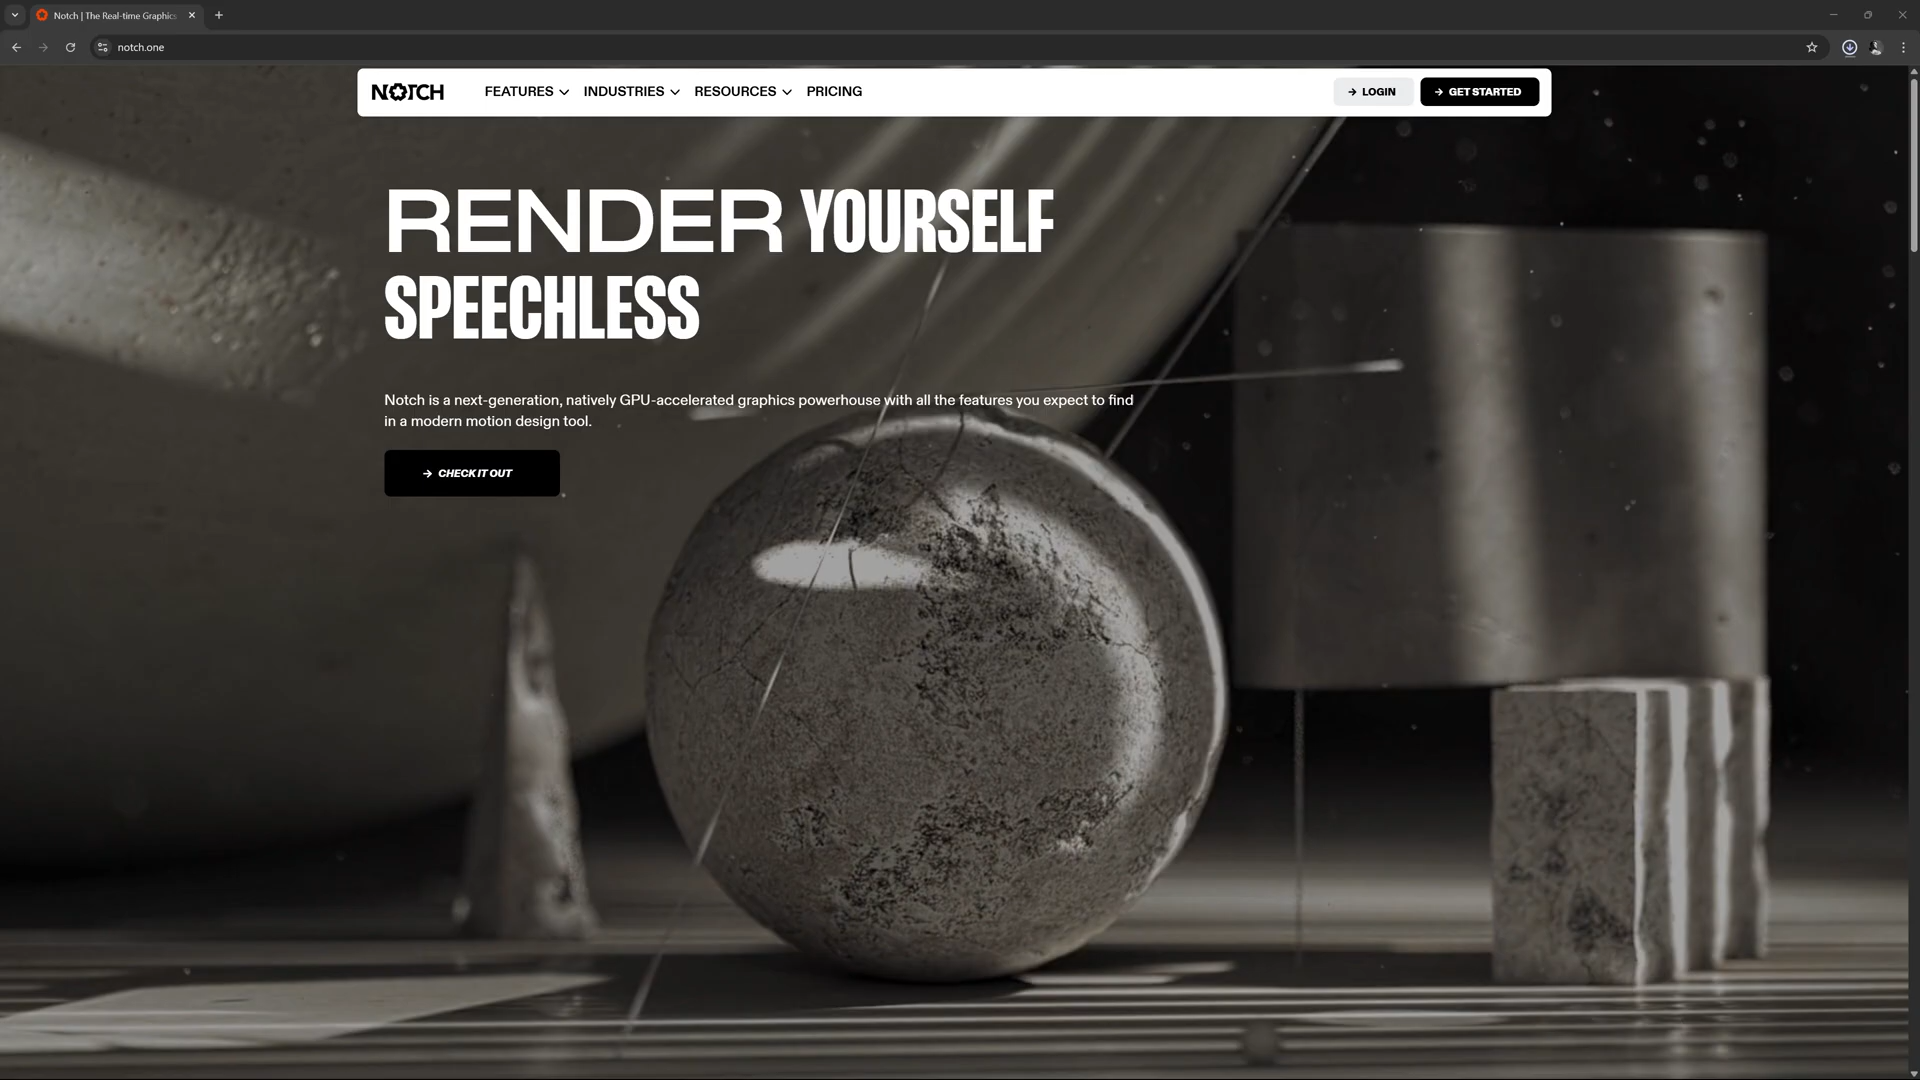 Notch | The Real-time Graphics
notch.one
NOTCH
FEATURES
INDUSTRIES
RESOURCES
PRICING
LOGIN
GET STARTED
RENDER YOURSELF
SPEECHLESS
Notch is a next-generation, natively GPU-accelerated graphics powerhouse with all the features you expect to find
in a modern motion design tool.
CHECK IT OUT